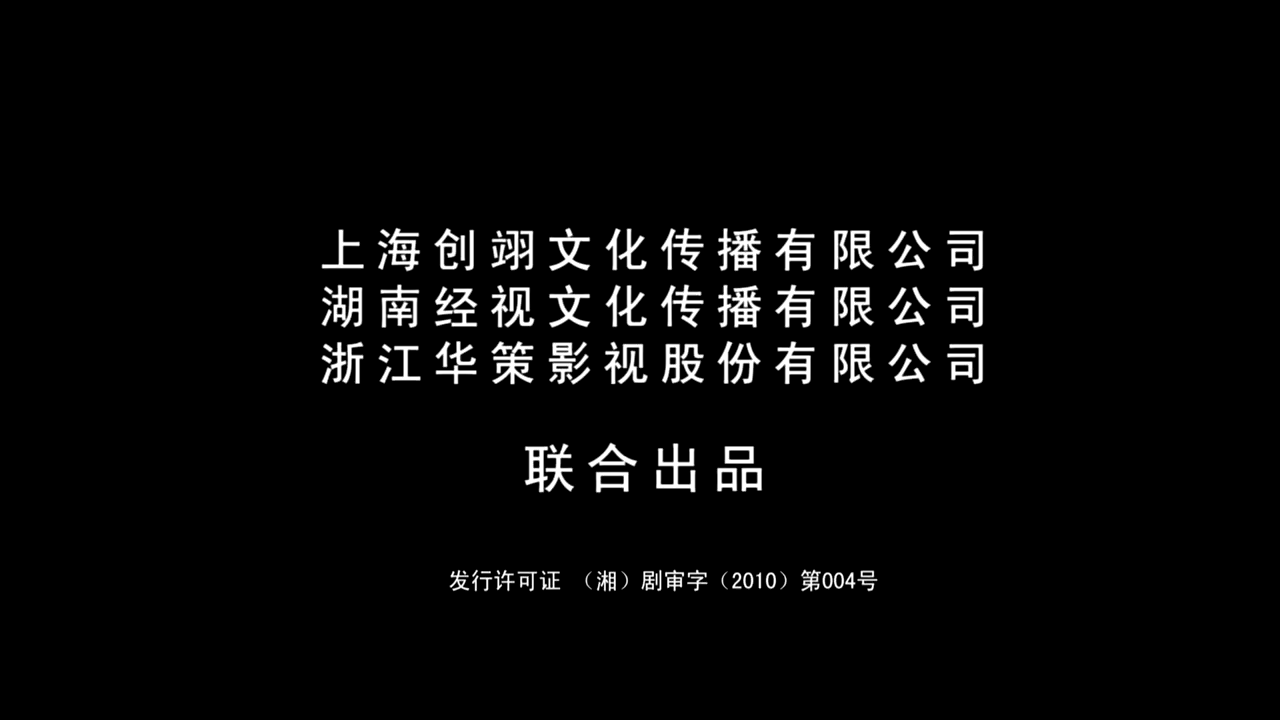 上海创翊文化传播有限公司
湖南经视文化传播有限公司
浙江华策影视股份有限公司
联合出品
发行许可证 （湘）剧审字（2010）第004号